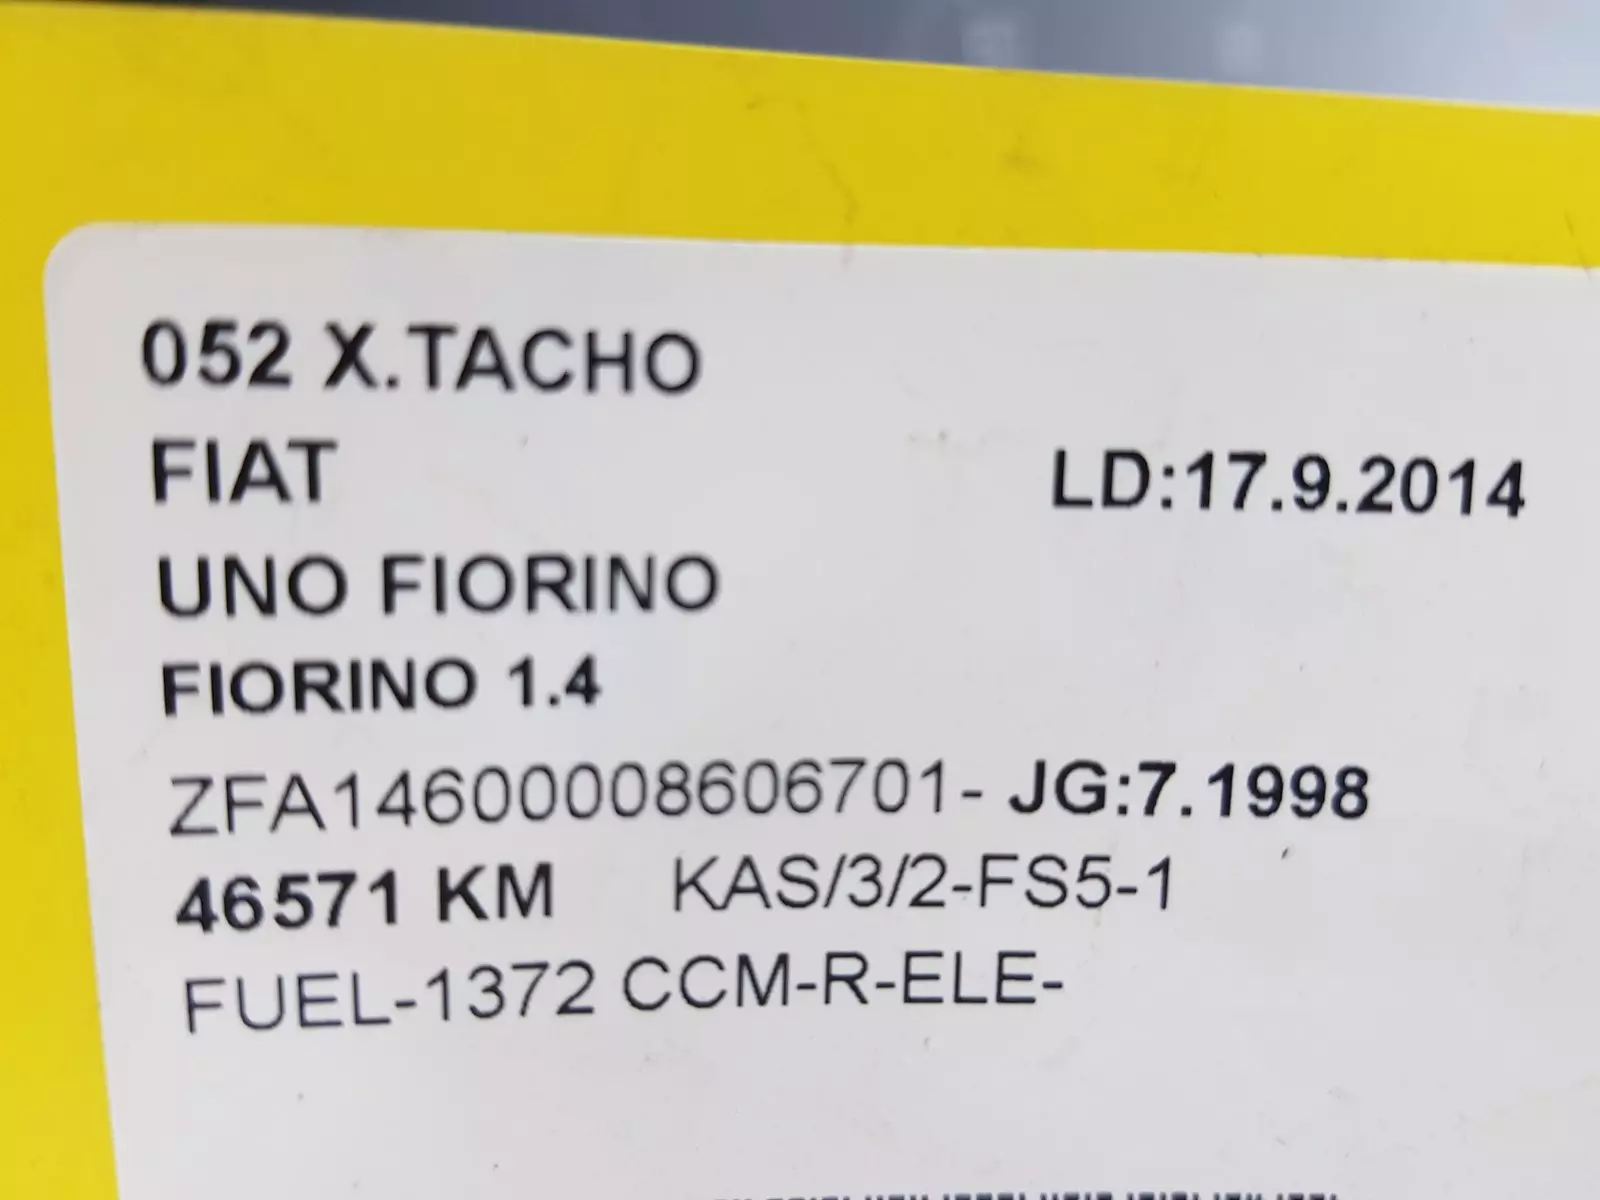 052 X.TACHO
FIAT LD:17.9.2014
UNO FIORINO
FIORINO 1.4
ZFA14600008606701- JG:7.1998
46571 KM KAS/3/2-FS5-1
FUEL-1372 CCM-R-ELE-